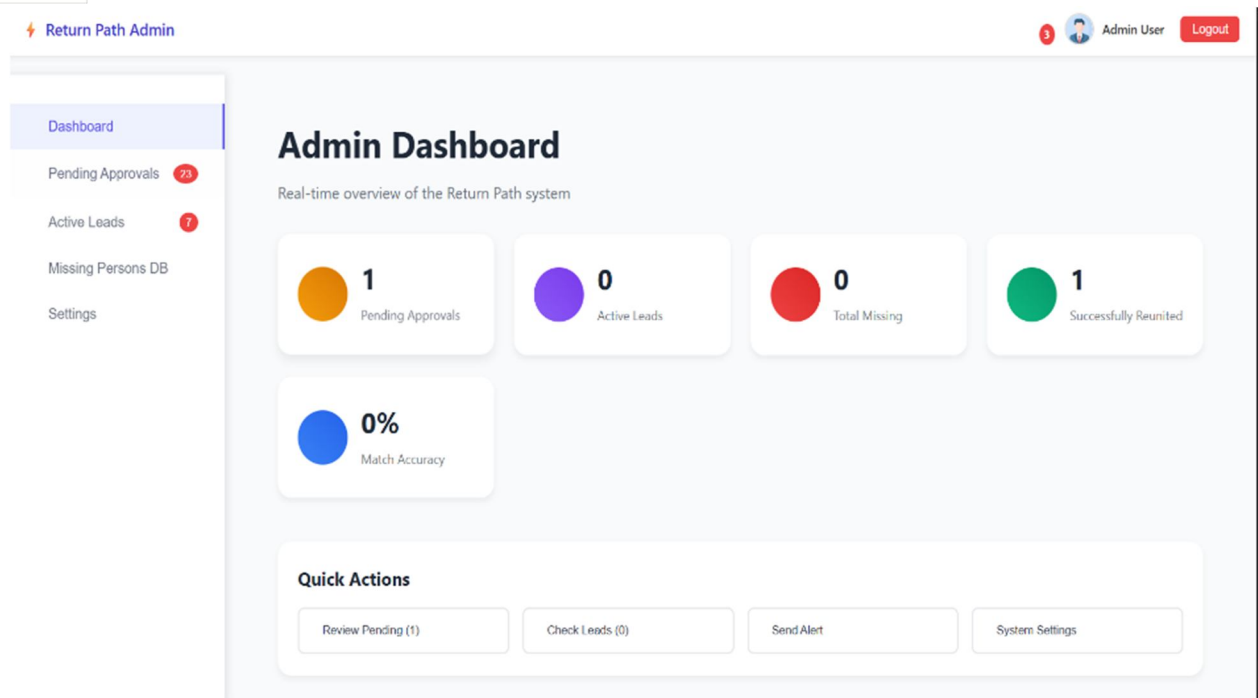 Return Path Admin
3
Admin User
Logout
Dashboard
Pending Approvals 23
Active Leads 7
Missing Persons DB
Settings
Admin Dashboard
Real-time overview of the Return Path system
1
Pending Approvals
0
Active Leads
0
Total Missing
1
Successfully Reunited
0%
Match Accuracy
Quick Actions
Review Pending (1)
Check Leads (0)
Send Alert
System Settings